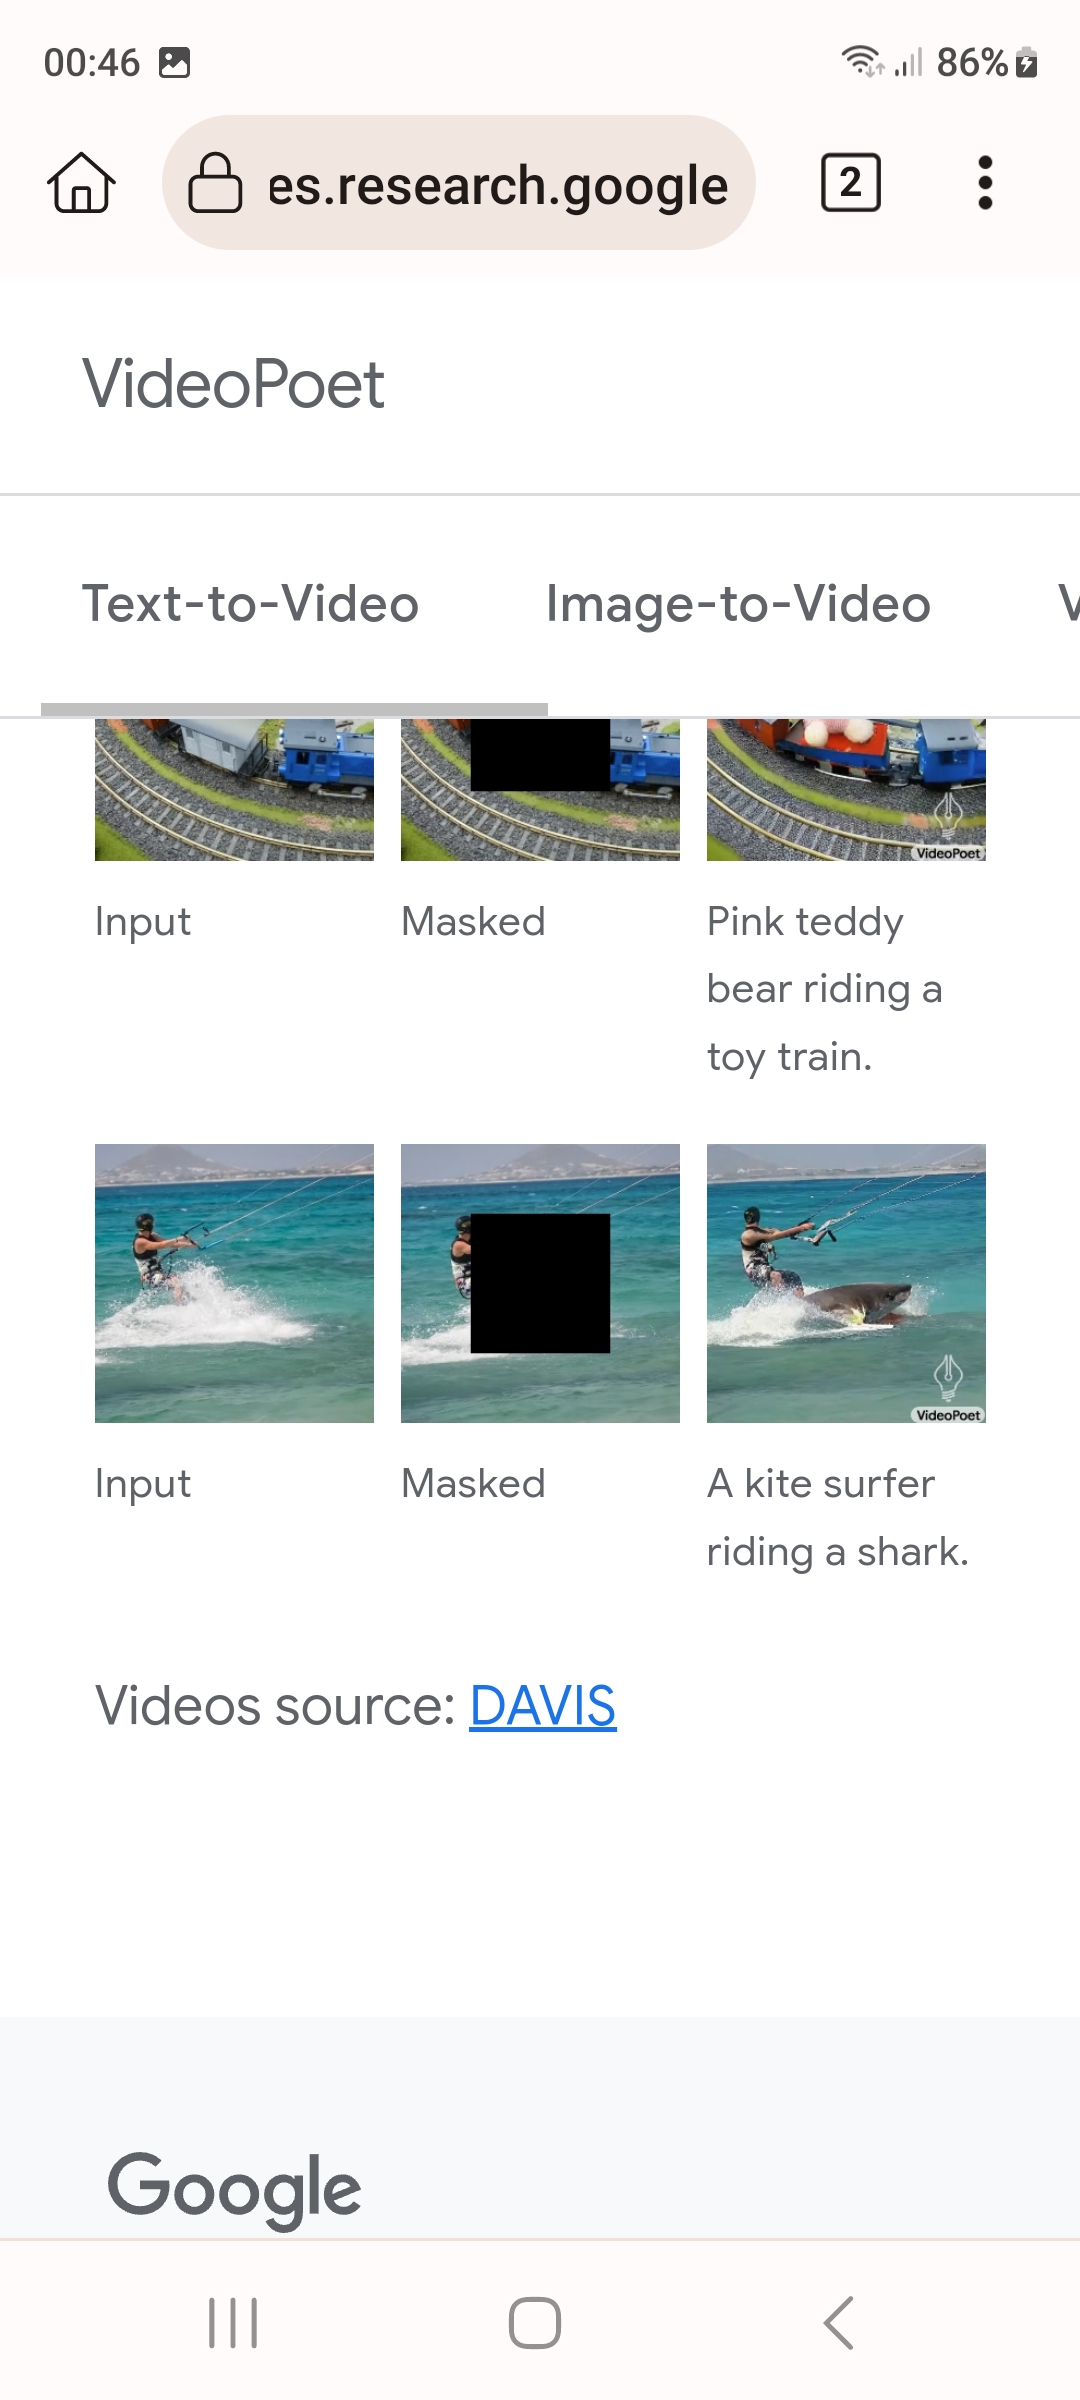 00:46
86%
es.research.google
2
VideoPoet
Text-to-Video
Image-to-Video
V
VideoPoet
Input
Masked
Pink teddy
bear riding a
toy train.
VideoPoet
Input
Masked
A kite surfer
riding a shark.
Videos source: DAVIS
Google